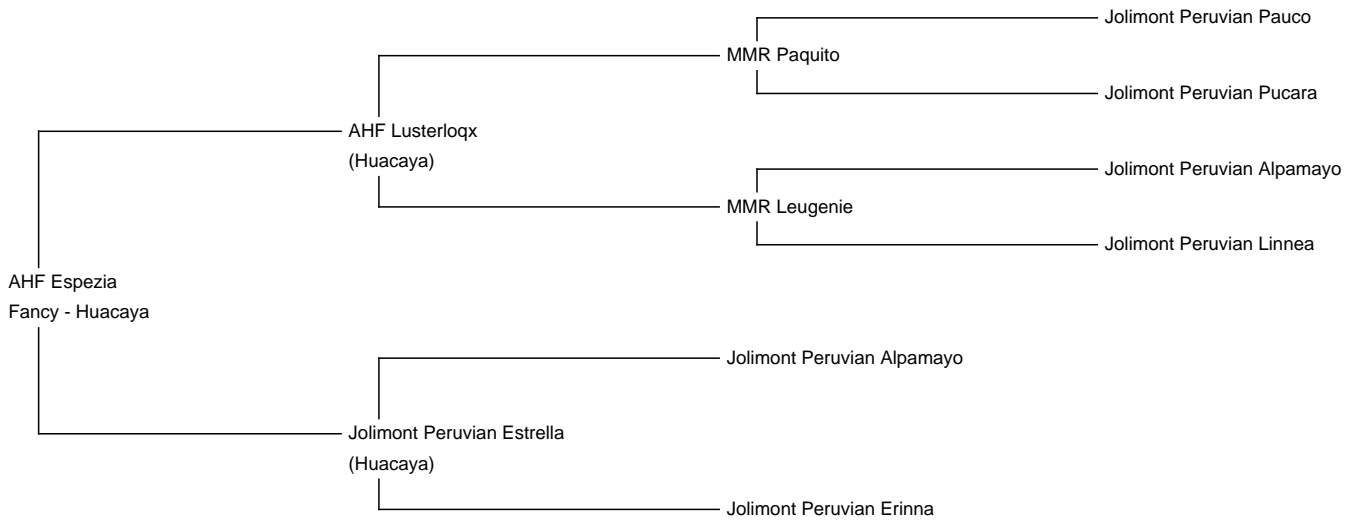 Jolimont Peruvian Pauco
MMR Paquito
Jolimont Peruvian Pucara
AHF Lusterloqx
(Huacaya)
Jolimont Peruvian Alpamayo
MMR Leugenie
Jolimont Peruvian Linnea
AHF Espezia
Fancy - Huacaya
Jolimont Peruvian Alpamayo
Jolimont Peruvian Estrella
(Huacaya)
Jolimont Peruvian Erinna